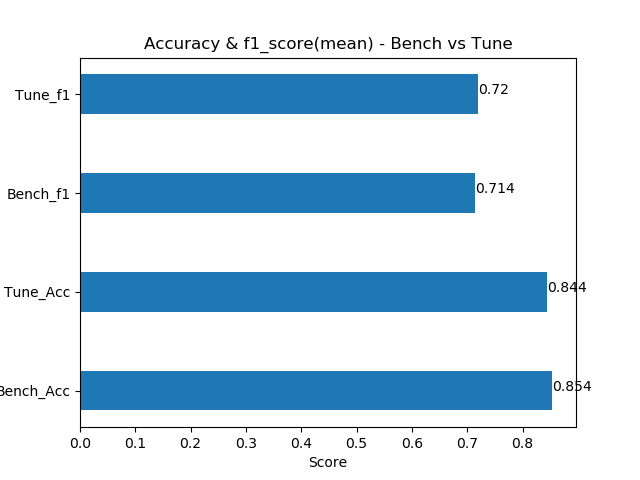 Accuracy & f1_score(mean) - Bench vs Tune
Tune_f1
0.72
Bench_f1
0.714
Tune_Acc
0.844
Bench_Acc
0.854
0.0 0.1 0.2 0.3 0.4 0.5 0.6 0.7 0.8
Score